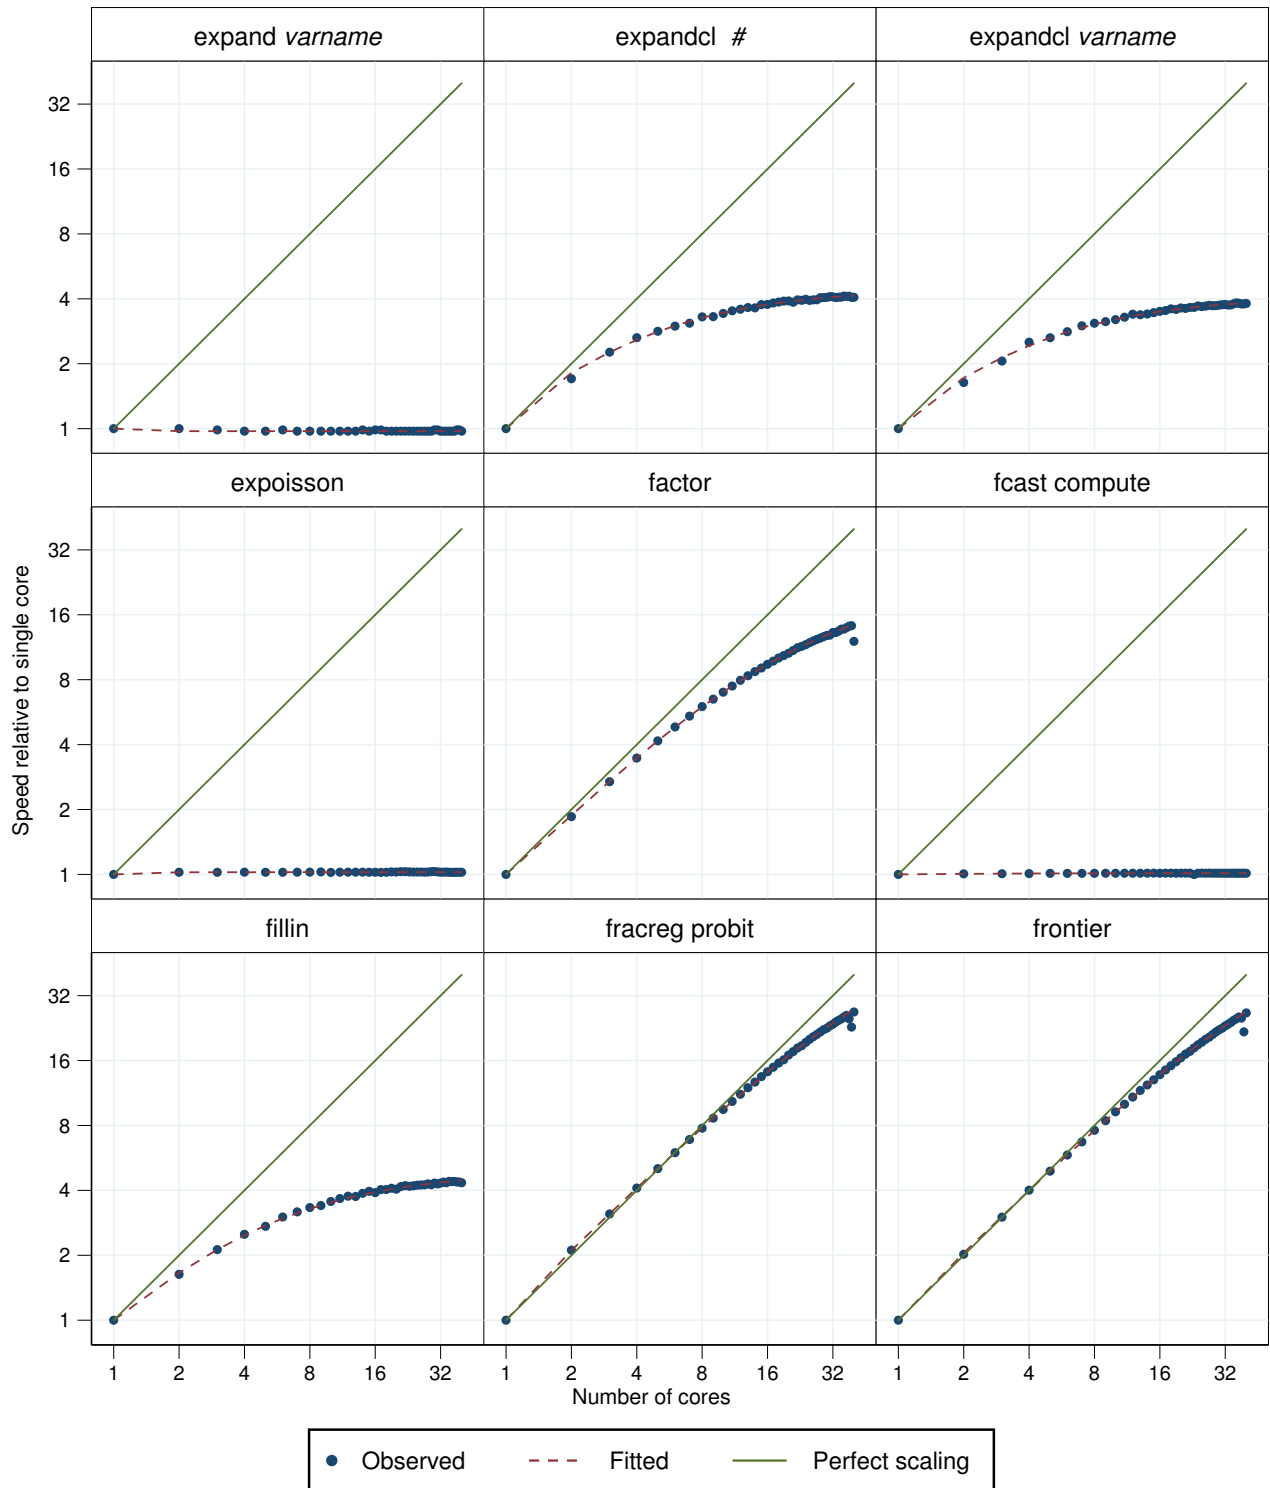 expand varname
expandcl #
expandcl varname
32
16
8
4
2
1
expoisson
factor
fcast compute
32
16
8
4
2
1
fillin
fracreg probit
frontier
32
16
8
4
2
1
Speed relative to single core
1 2 4 8 16 32
1 2 4 8 16 32
1 2 4 8 16 32
Number of cores
Observed
Fitted
Perfect scaling